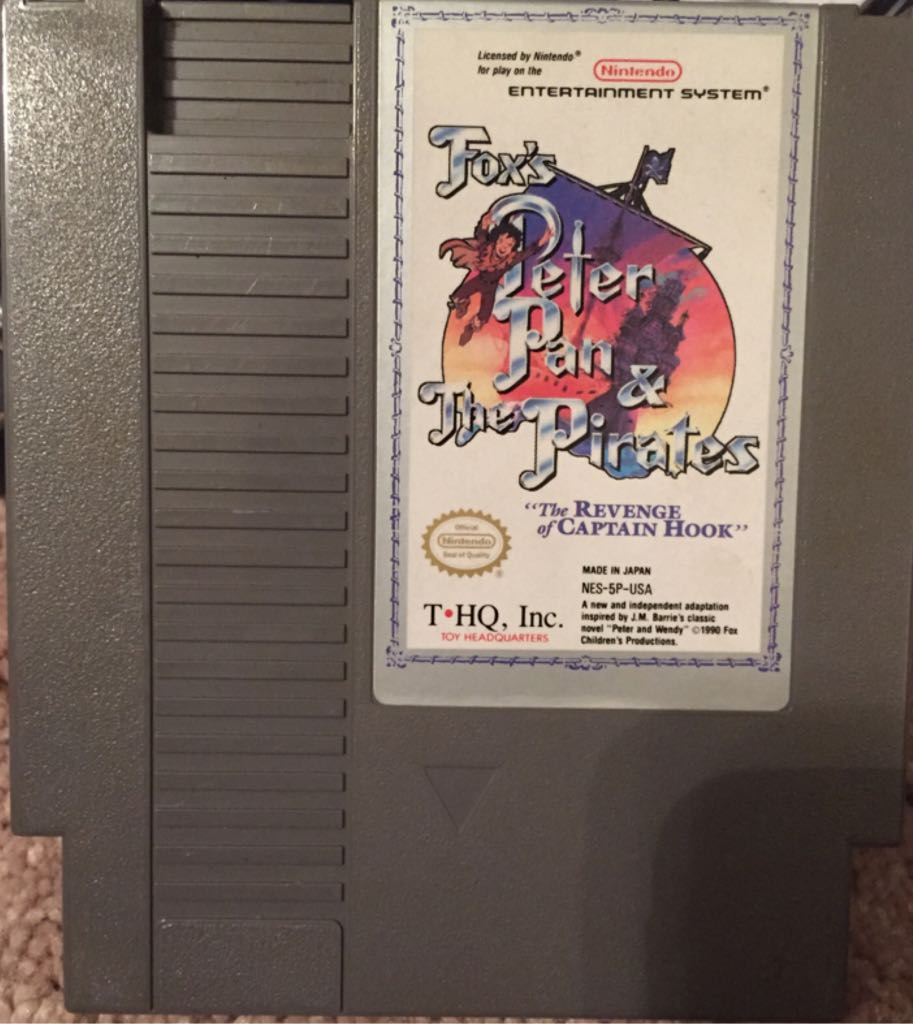 Licensed by Nintendo®
for play on the
Nintendo
ENTERTAINMENT SYSTEM®
Fox's
Peter
Pan
&
The Pirates
"The REVENGE
of CAPTAIN HOOK"
Official
Nintendo
Seal of Quality
®
MADE IN JAPAN
NES-5P-USA
A new and independent adaptation
inspired by J.M. Barrie's classic
novel "Peter and Wendy" ©1990 Fox
Children's Productions.
T•HQ, Inc.
TOY HEADQUARTERS